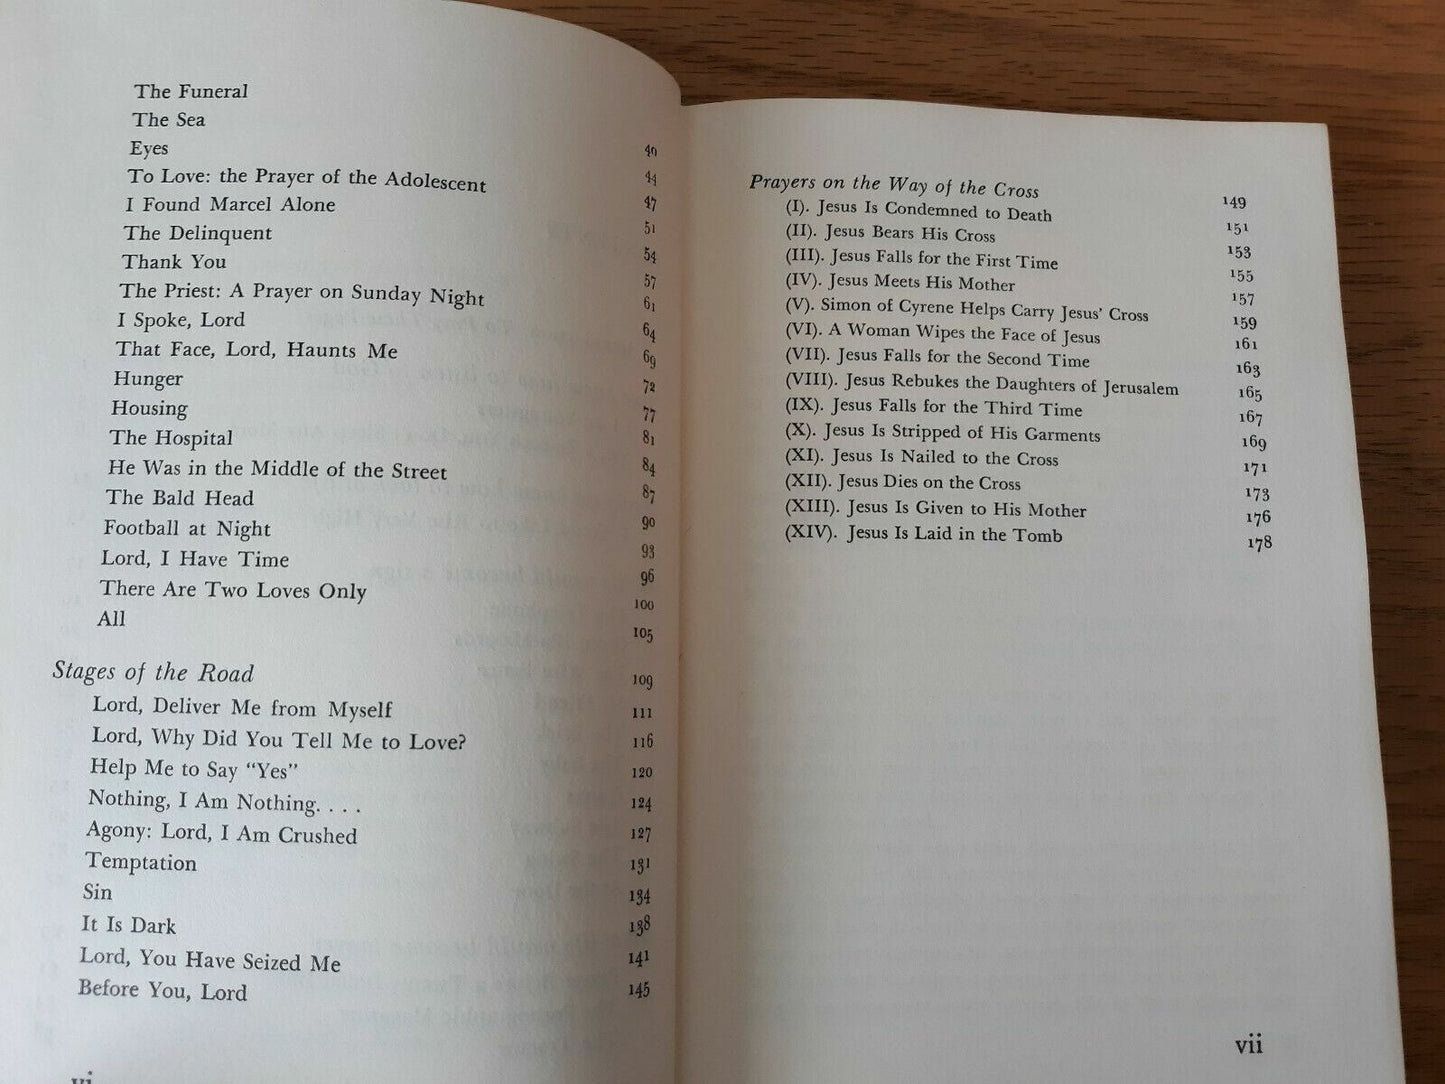 The Funeral 40
The Sea 44
Eyes 47
To Love: the Prayer of the Adolescent 51
I Found Marcel Alone 54
The Delinquent 57
Thank You 61
The Priest: A Prayer on Sunday Night 64
I Spoke, Lord 69
That Face, Lord, Haunts Me 72
Hunger 77
Housing 81
The Hospital 84
He Was in the Middle of the Street 87
The Bald Head 90
Football at Night 93
Lord, I Have Time 96
There Are Two Loves Only 100
All 105
Stages of the Road 109
Lord, Deliver Me from Myself 111
Lord, Why Did You Tell Me to Love? 116
Help Me to Say “Yes” 120
Nothing, I Am Nothing. . . . 124
Agony: Lord, I Am Crushed 127
Temptation 131
Sin 134
It Is Dark 138
Lord, You Have Seized Me 141
Before You, Lord 145
vi
Prayers on the Way of the Cross 149
(I). Jesus Is Condemned to Death 151
(II). Jesus Bears His Cross 153
(III). Jesus Falls for the First Time 155
(IV). Jesus Meets His Mother 157
(V). Simon of Cyrene Helps Carry Jesus’ Cross 159
(VI). A Woman Wipes the Face of Jesus 161
(VII). Jesus Falls for the Second Time 163
(VIII). Jesus Rebukes the Daughters of Jerusalem 165
(IX). Jesus Falls for the Third Time 167
(X). Jesus Is Stripped of His Garments 169
(XI). Jesus Is Nailed to the Cross 171
(XII). Jesus Dies on the Cross 173
(XIII). Jesus Is Given to His Mother 176
(XIV). Jesus Is Laid in the Tomb 178
vii